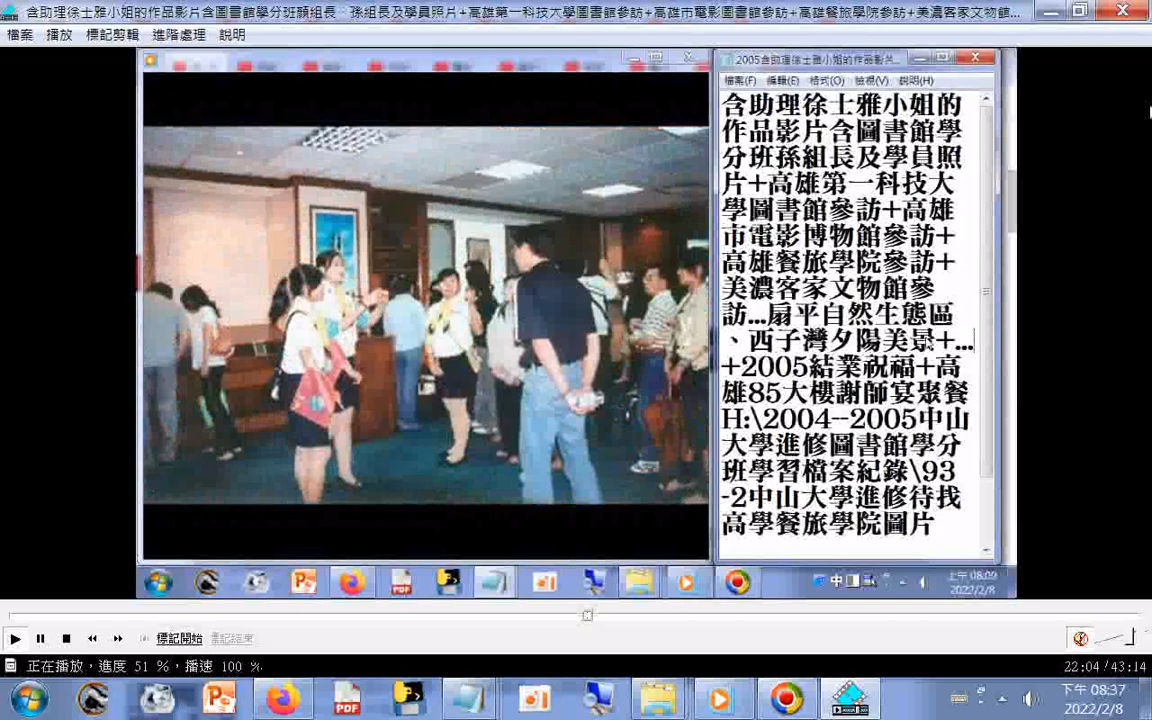 含助理徐士雅小姐的作品影片含圖書館學分班顏組長、孫組長及學員照片+高雄第一科技大學圖書館參訪+高雄市電影圖書館參訪+高雄餐旅學院參訪+美濃客家文物館...
檔案 播放 標記剪輯 進階處理 說明
2005含助理徐士雅小姐的作品影片...
檔案(F) 編輯(E) 格式(O) 檢視(V) 說明(H)
含助理徐士雅小姐的
作品影片含圖書館學
分班孫組長及學員照
片+高雄第一科技大
學圖書館參訪+高雄
市電影博物館參訪+
高雄餐旅學院參訪+
美濃客家文物館參
訪...扇平自然生態區
、西子灣夕陽美景+...
+2005結業祝福+高
雄85大樓謝師宴聚餐
H:\2004--2005中山
大學進修圖書館學分
班學習檔案紀錄\93
-2中山大學進修待找
高學餐旅學院圖片
中
上午 08:09
2022/2/8
標記開始 標記結束
正在播放，進度 51 %，播速 100 %.
22:04 / 43:14
下午 08:37
2022/2/8